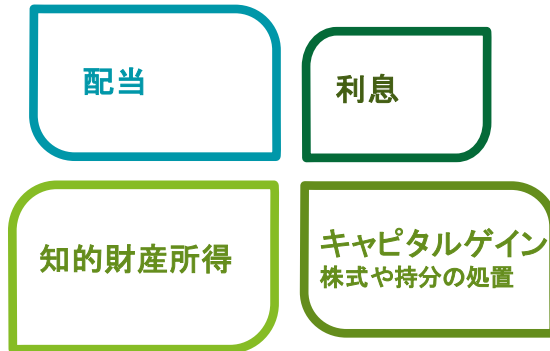 配当
利息
知的財産所得
キャピタルゲイン
株式や持分の処置